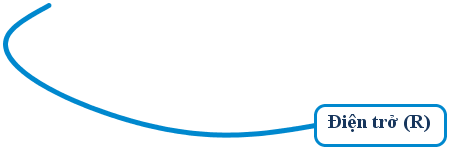 Điện trở (R)